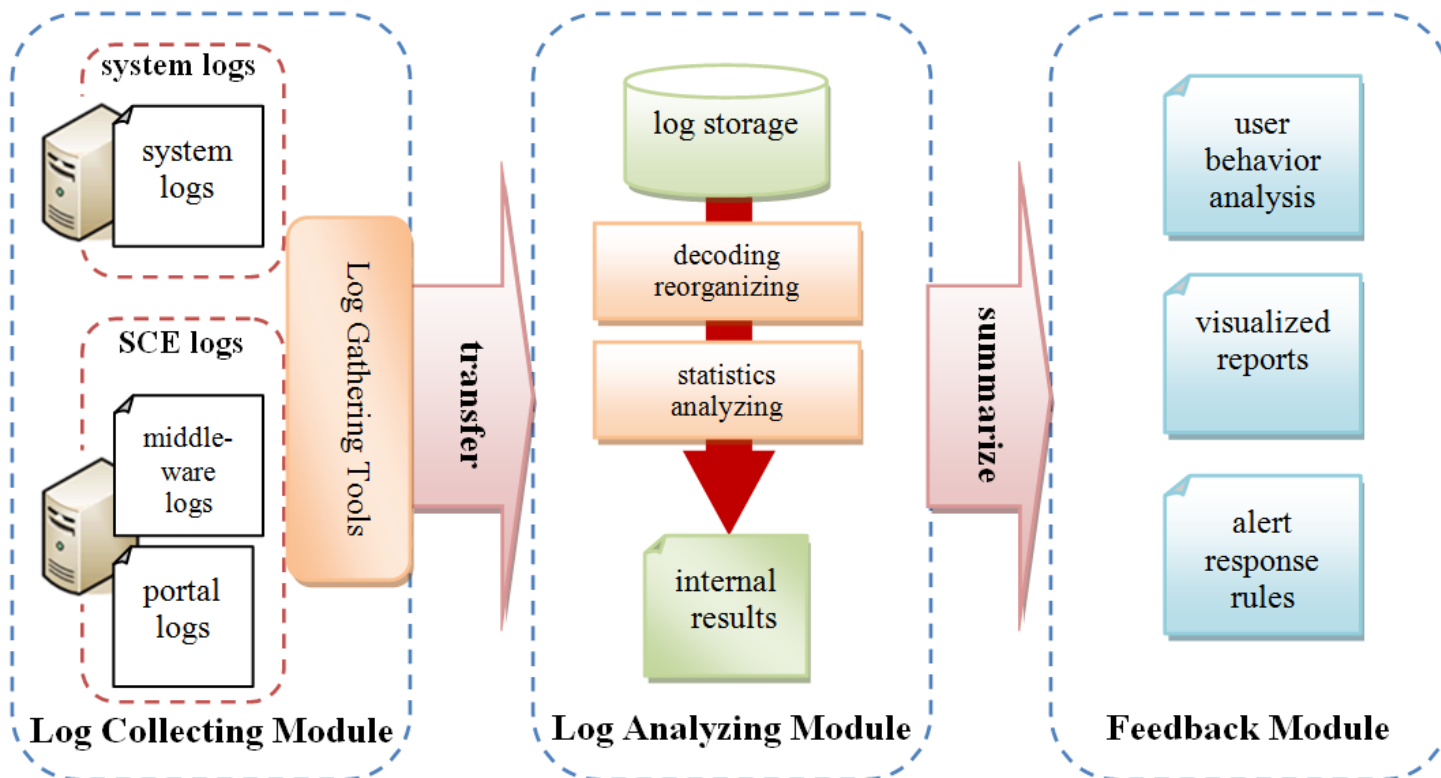 system logs
system
logs
SCE logs
middle-
ware
logs
portal
logs
Log Gathering Tools
Log Collecting Module
transfer
log storage
decoding
reorganizing
statistics
analyzing
internal
results
Log Analyzing Module
summarize
user
behavior
analysis
visualized
reports
alert
response
rules
Feedback Module